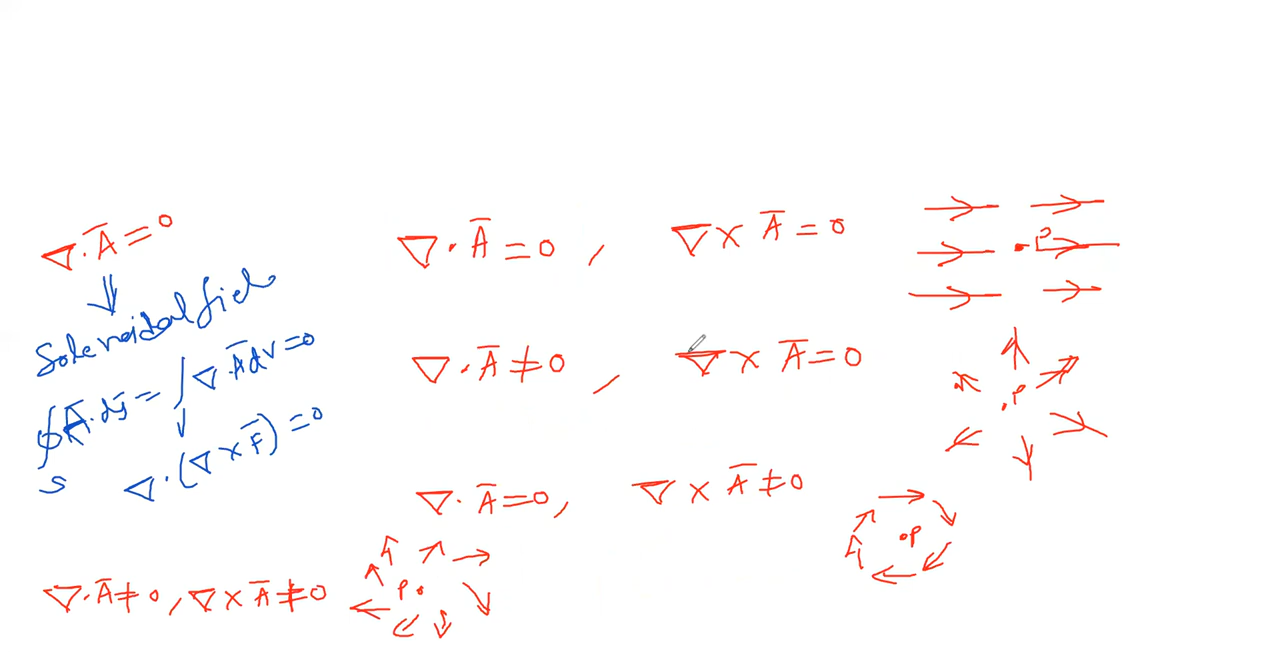 ∇·A̅=0
Solenoidal field
∮A̅·ds̅ = ∫∇·A̅dv=0
S
∇·(∇×F̅)=0
∇·A̅=0, ∇×A̅=0
P
∇·A̅≠0, ∇×A̅=0
.P
∇·A̅=0, ∇×A̅≠0
.P
∇·A̅≠0, ∇×A̅≠0
P.